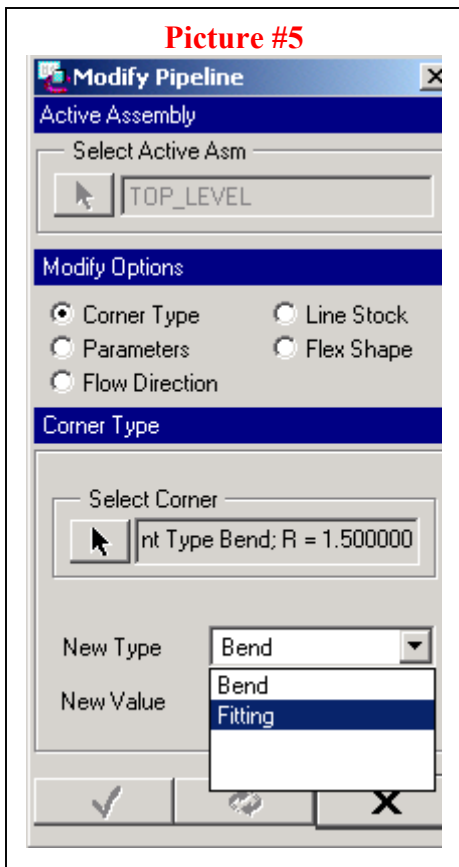 Picture #5
Modify Pipeline
Active Assembly
Select Active Asm
TOP_LEVEL
Modify Options
Corner Type
Line Stock
Parameters
Flex Shape
Flow Direction
Corner Type
Select Corner
nt Type Bend; R = 1.500000
New Type
Bend
Bend
New Value
Fitting